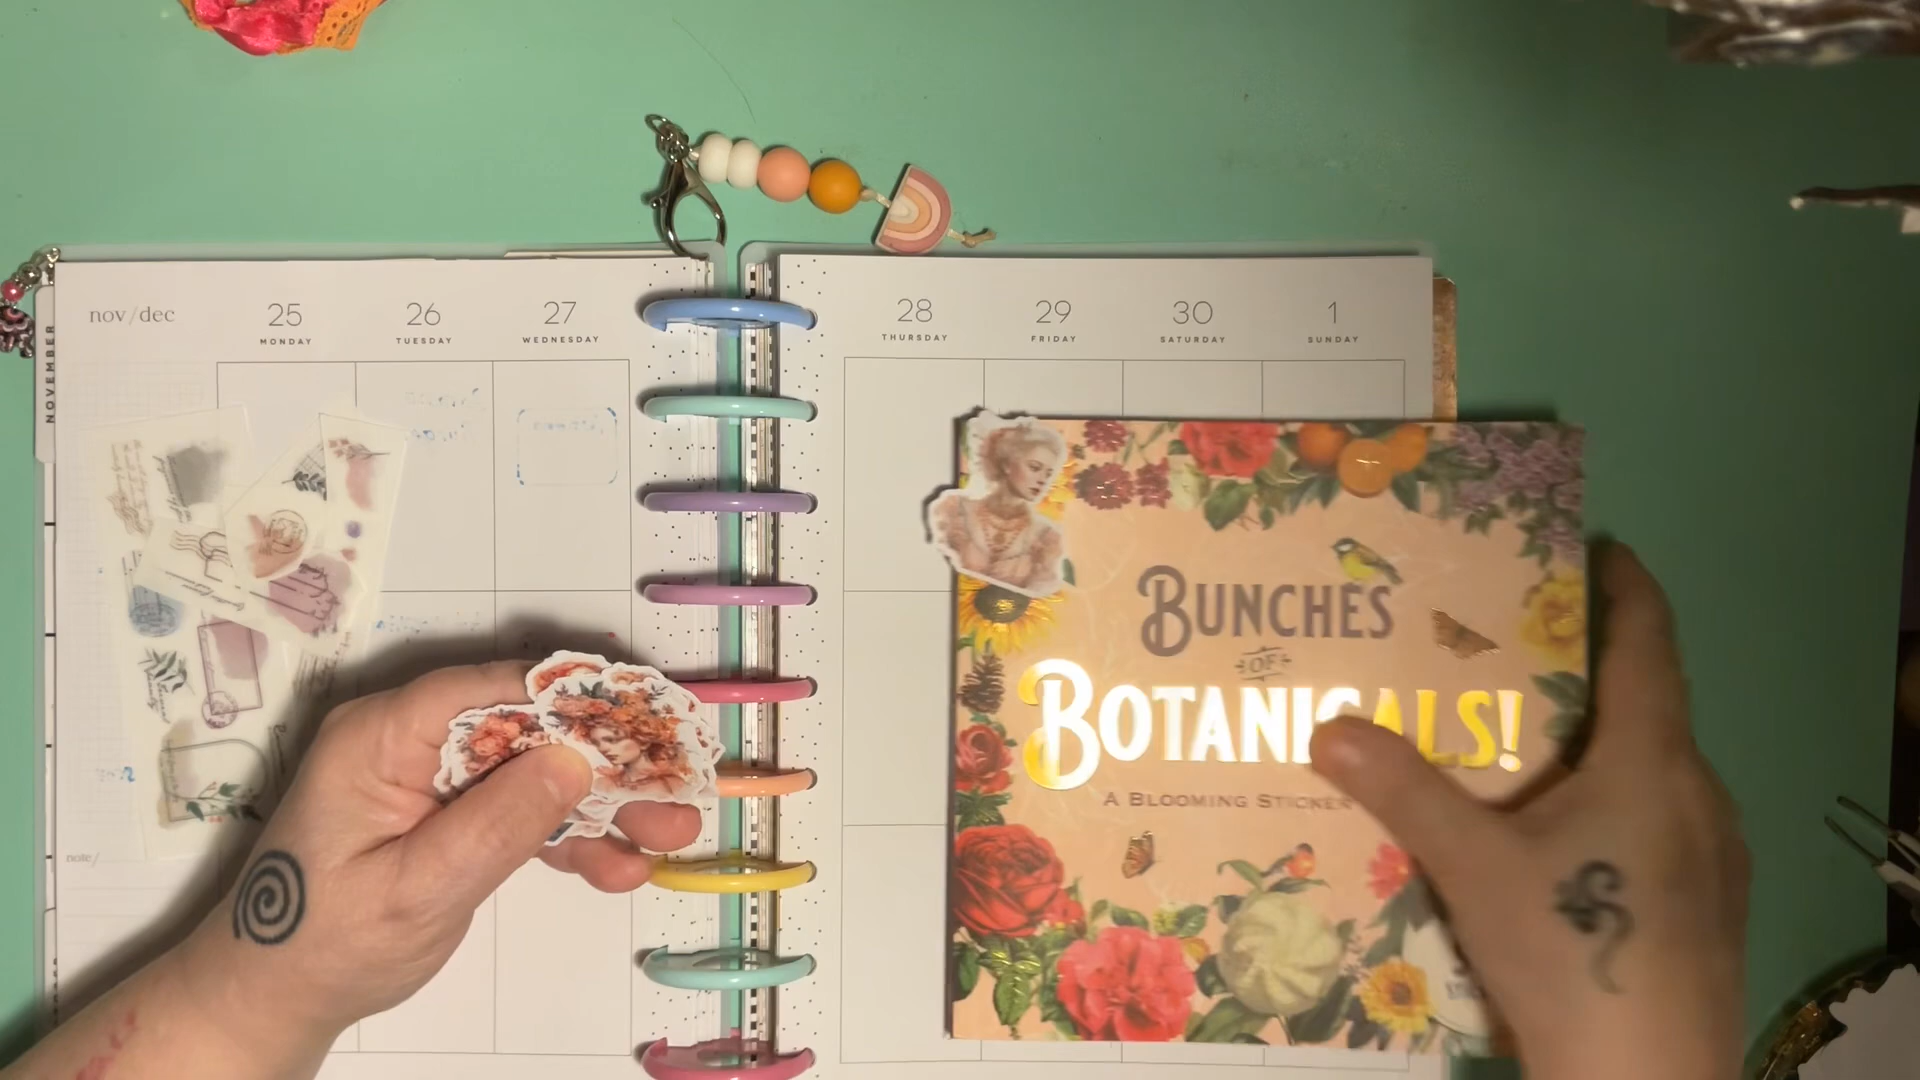 nov/dec
25
MONDAY
26
TUESDAY
27
WEDNESDAY
28
THURSDAY
29
FRIDAY
30
SATURDAY
1
SUNDAY
NOVEMBER
note/
BUNCHES
OF
BOTANICALS!
A BLOOMING STICKER